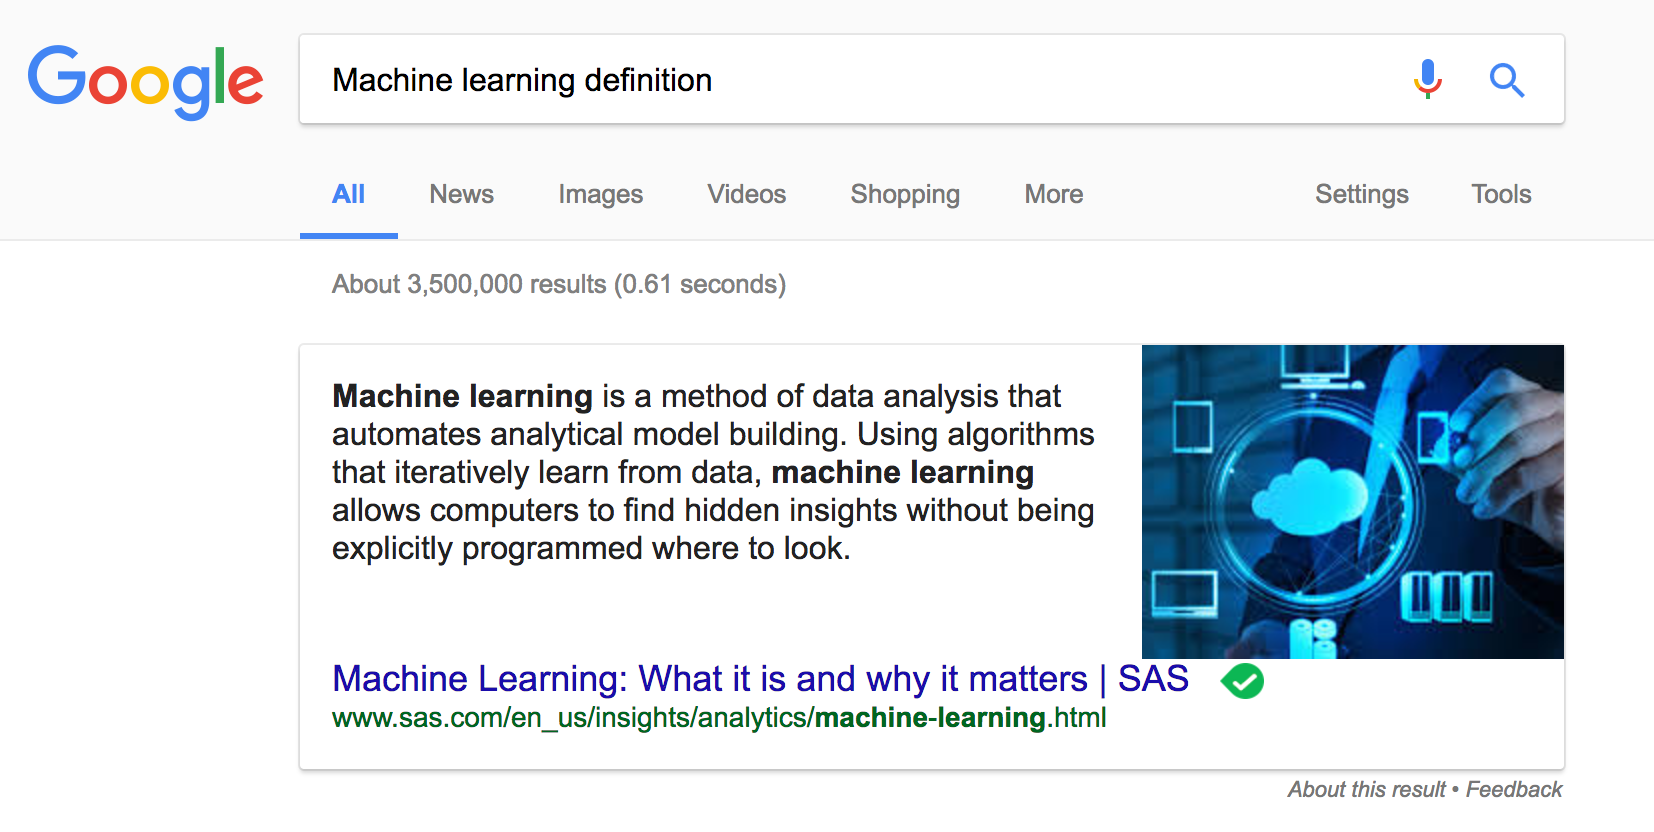 Google
Machine learning definition
All News Images Videos Shopping More Settings Tools
About 3,500,000 results (0.61 seconds)
Machine learning is a method of data analysis that
automates analytical model building. Using algorithms
that iteratively learn from data, machine learning
allows computers to find hidden insights without being
explicitly programmed where to look.
Machine Learning: What it is and why it matters | SAS
www.sas.com/en_us/insights/analytics/machine-learning.html
About this result • Feedback